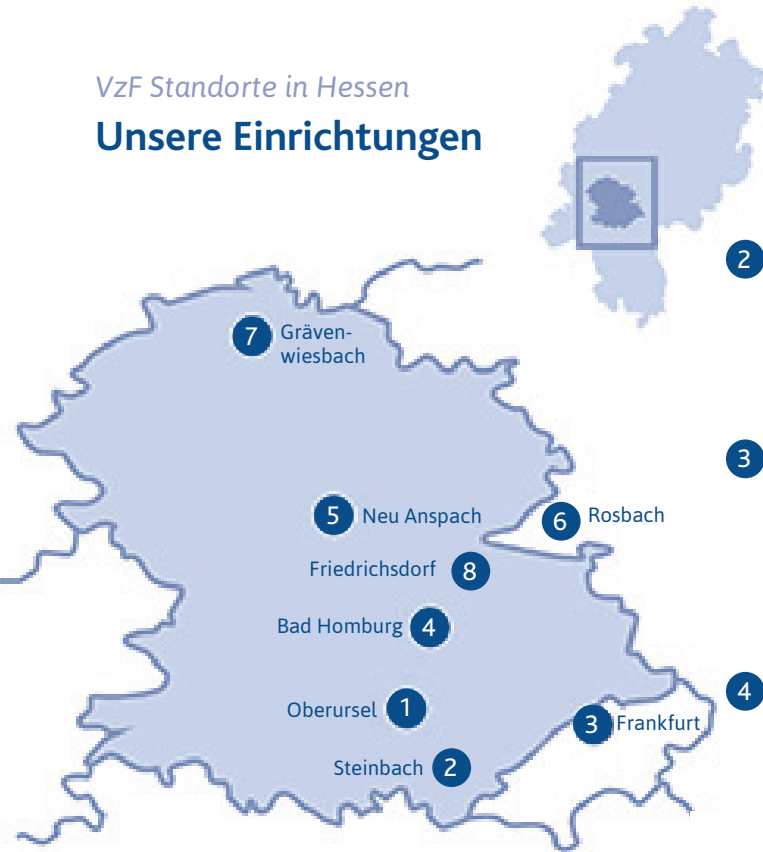 VzF Standorte in Hessen
Unsere Einrichtungen
2
7 Gräven-
wiesbach
3
5 Neu Anspach
6 Rosbach
Friedrichsdorf 8
Bad Homburg 4
4
Oberursel 1
3 Frankfurt
Steinbach 2